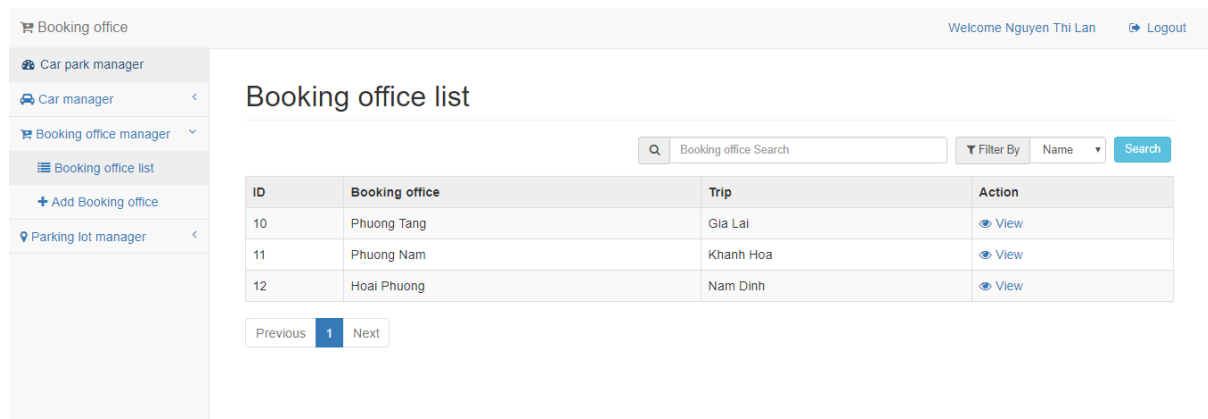 Booking office
Welcome Nguyen Thi Lan Logout
Car park manager
Car manager
Booking office manager
Booking office list
Add Booking office
Parking lot manager
Booking office list
Booking office Search Filter By Name Search
ID Booking office Trip Action
10 Phuong Tang Gia Lai View
11 Phuong Nam Khanh Hoa View
12 Hoai Phuong Nam Dinh View
Previous 1 Next